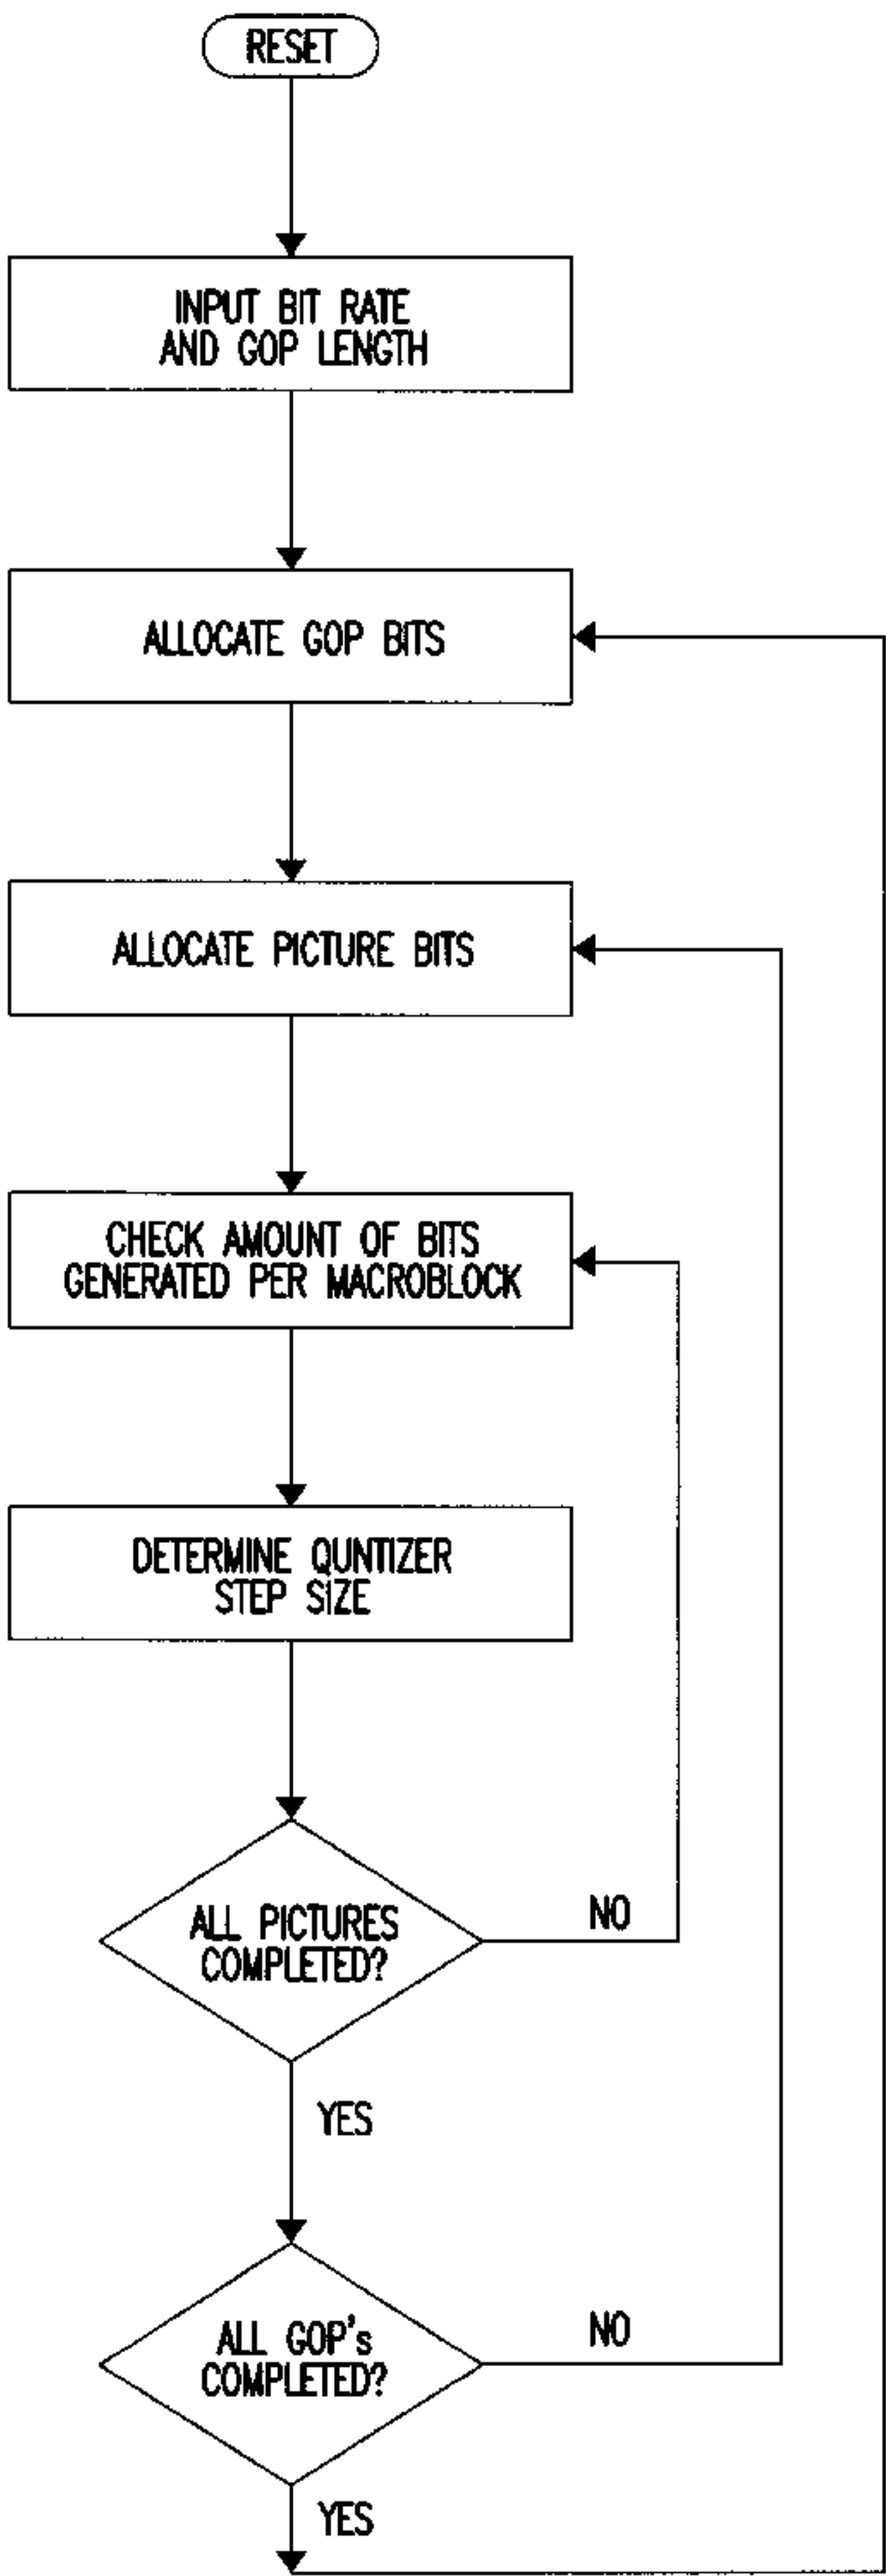 RESET
INPUT BIT RATE
AND GOP LENGTH
ALLOCATE GOP BITS
ALLOCATE PICTURE BITS
CHECK AMOUNT OF BITS
GENERATED PER MACROBLOCK
DETERMINE QUNTIZER
STEP SIZE
ALL PICTURES
COMPLETED?
NO
YES
ALL GOP's
COMPLETED?
NO
YES